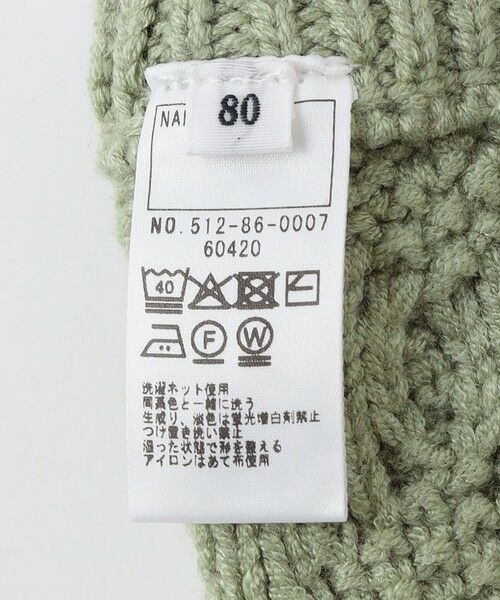 80
NO. 512-86-0007
60420
40
F W
洗濯ネット使用
同系色と一緒に洗う
生成り、淡色は蛍光増白剤禁止
つけ置き洗い禁止
湿った状態で形を整える
アイロンはあて布使用